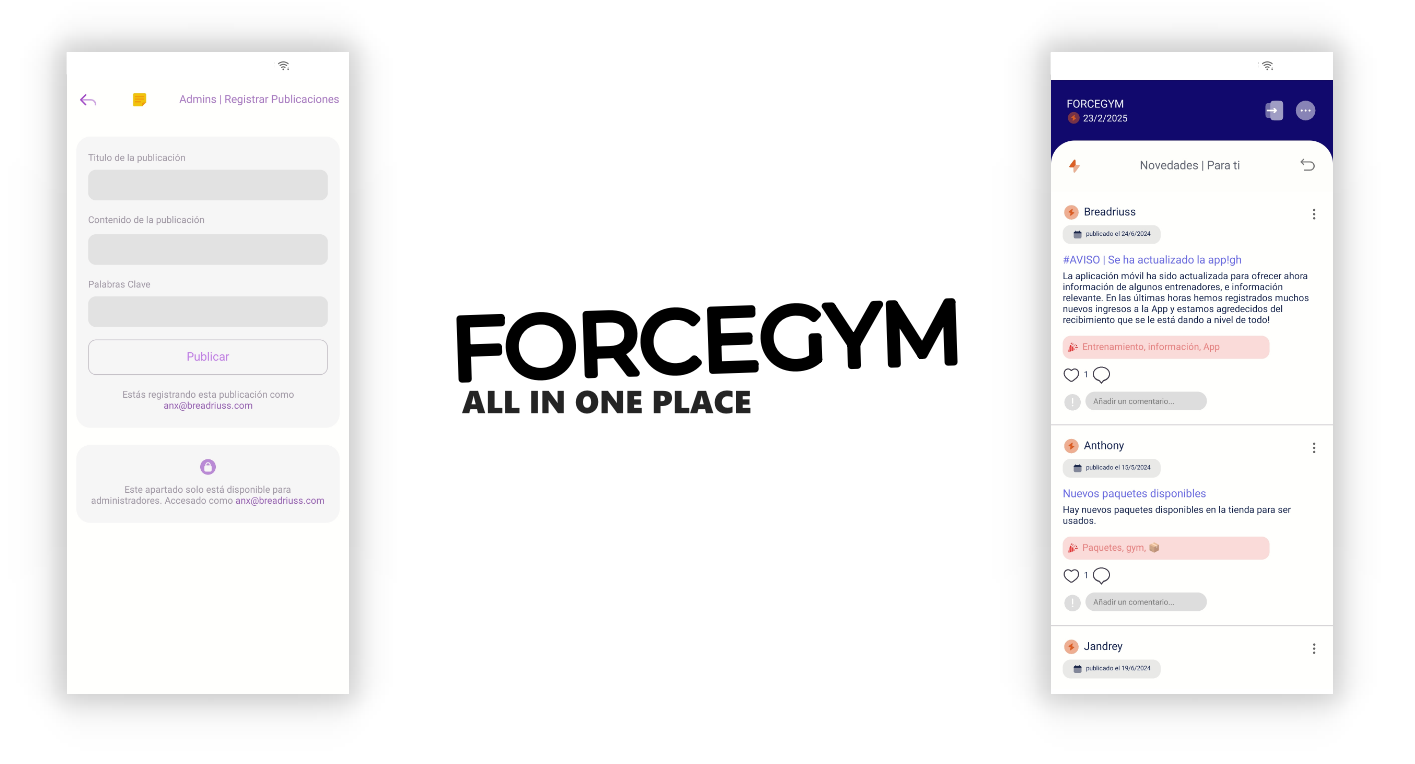 Admins | Registrar Publicaciones
Titulo de la publicación
Contenido de la publicación
Palabras Clave
Publicar
Estás registrando esta publicación como
anx@breadriuss.com
Este apartado solo está disponible para
administradores. Accesado como anx@breadriuss.com
FORCEGYM
ALL IN ONE PLACE
FORCEGYM
23/2/2025
Novedades | Para ti
Breadriuss
publicado el 24/6/2024
#AVISO | Se ha actualizado la app!gh
La aplicación móvil ha sido actualizada para ofrecer ahora
información de algunos entrenadores, e información
relevante. En las últimas horas hemos registrados muchos
nuevos ingresos a la App y estamos agredecidos del
recibimiento que se le está dando a nivel de todo!
Entrenamiento, información, App
1
Añadir un comentario...
Anthony
publicado el 15/5/2024
Nuevos paquetes disponibles
Hay nuevos paquetes disponibles en la tienda para ser
usados.
Paquetes, gym, 📦
1
Añadir un comentario...
Jandrey
publicado el 19/6/2024